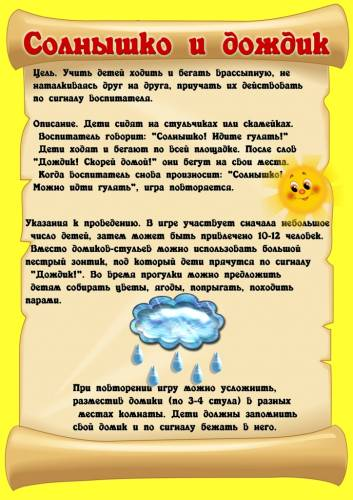 Солнышко и дождик
Цель. Учить детей ходить и бегать врассыпную, не
наталкиваясь друг на друга, приучать их действовать
по сигналу воспитателя.
Описание. Дети сидят на стульчиках или скамейках.
Воспитатель говорит: "Солнышко! Идите гулять!"
Дети ходят и бегают по всей площадке. После слов
"Дождик! Скорей домой!" они бегут на свои места.
Когда воспитатель снова произносит: "Солнышко!
Можно идти гулять", игра повторяется.
Указания к проведению. В игре участвует сначала небольшое
число детей, затем может быть привлечено 10-12 человек.
Вместо домиков-стульев можно использовать большой
пестрый зонтик, под который дети прячутся по сигналу
"Дождик!". Во время прогулки можно предложить
детям собирать цветы, ягоды, попрыгать, походить
парами.
При повторении игру можно усложнить,
разместив домики (по 3-4 стула) в разных
местах комнаты. Дети должны запомнить
свой домик и по сигналу бежать в него.